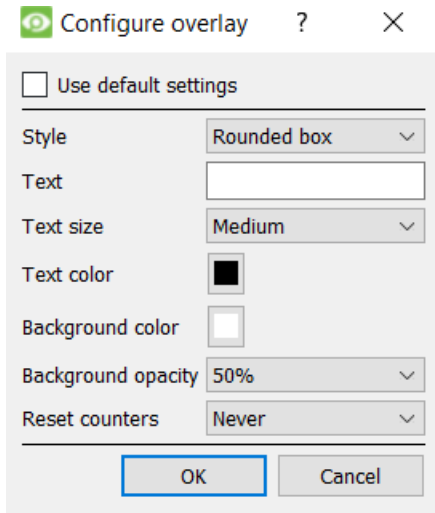 Configure overlay ?
Use default settings
Style Rounded box
Text
Text size Medium
Text color
Background color
Background opacity 50%
Reset counters Never
OK Cancel